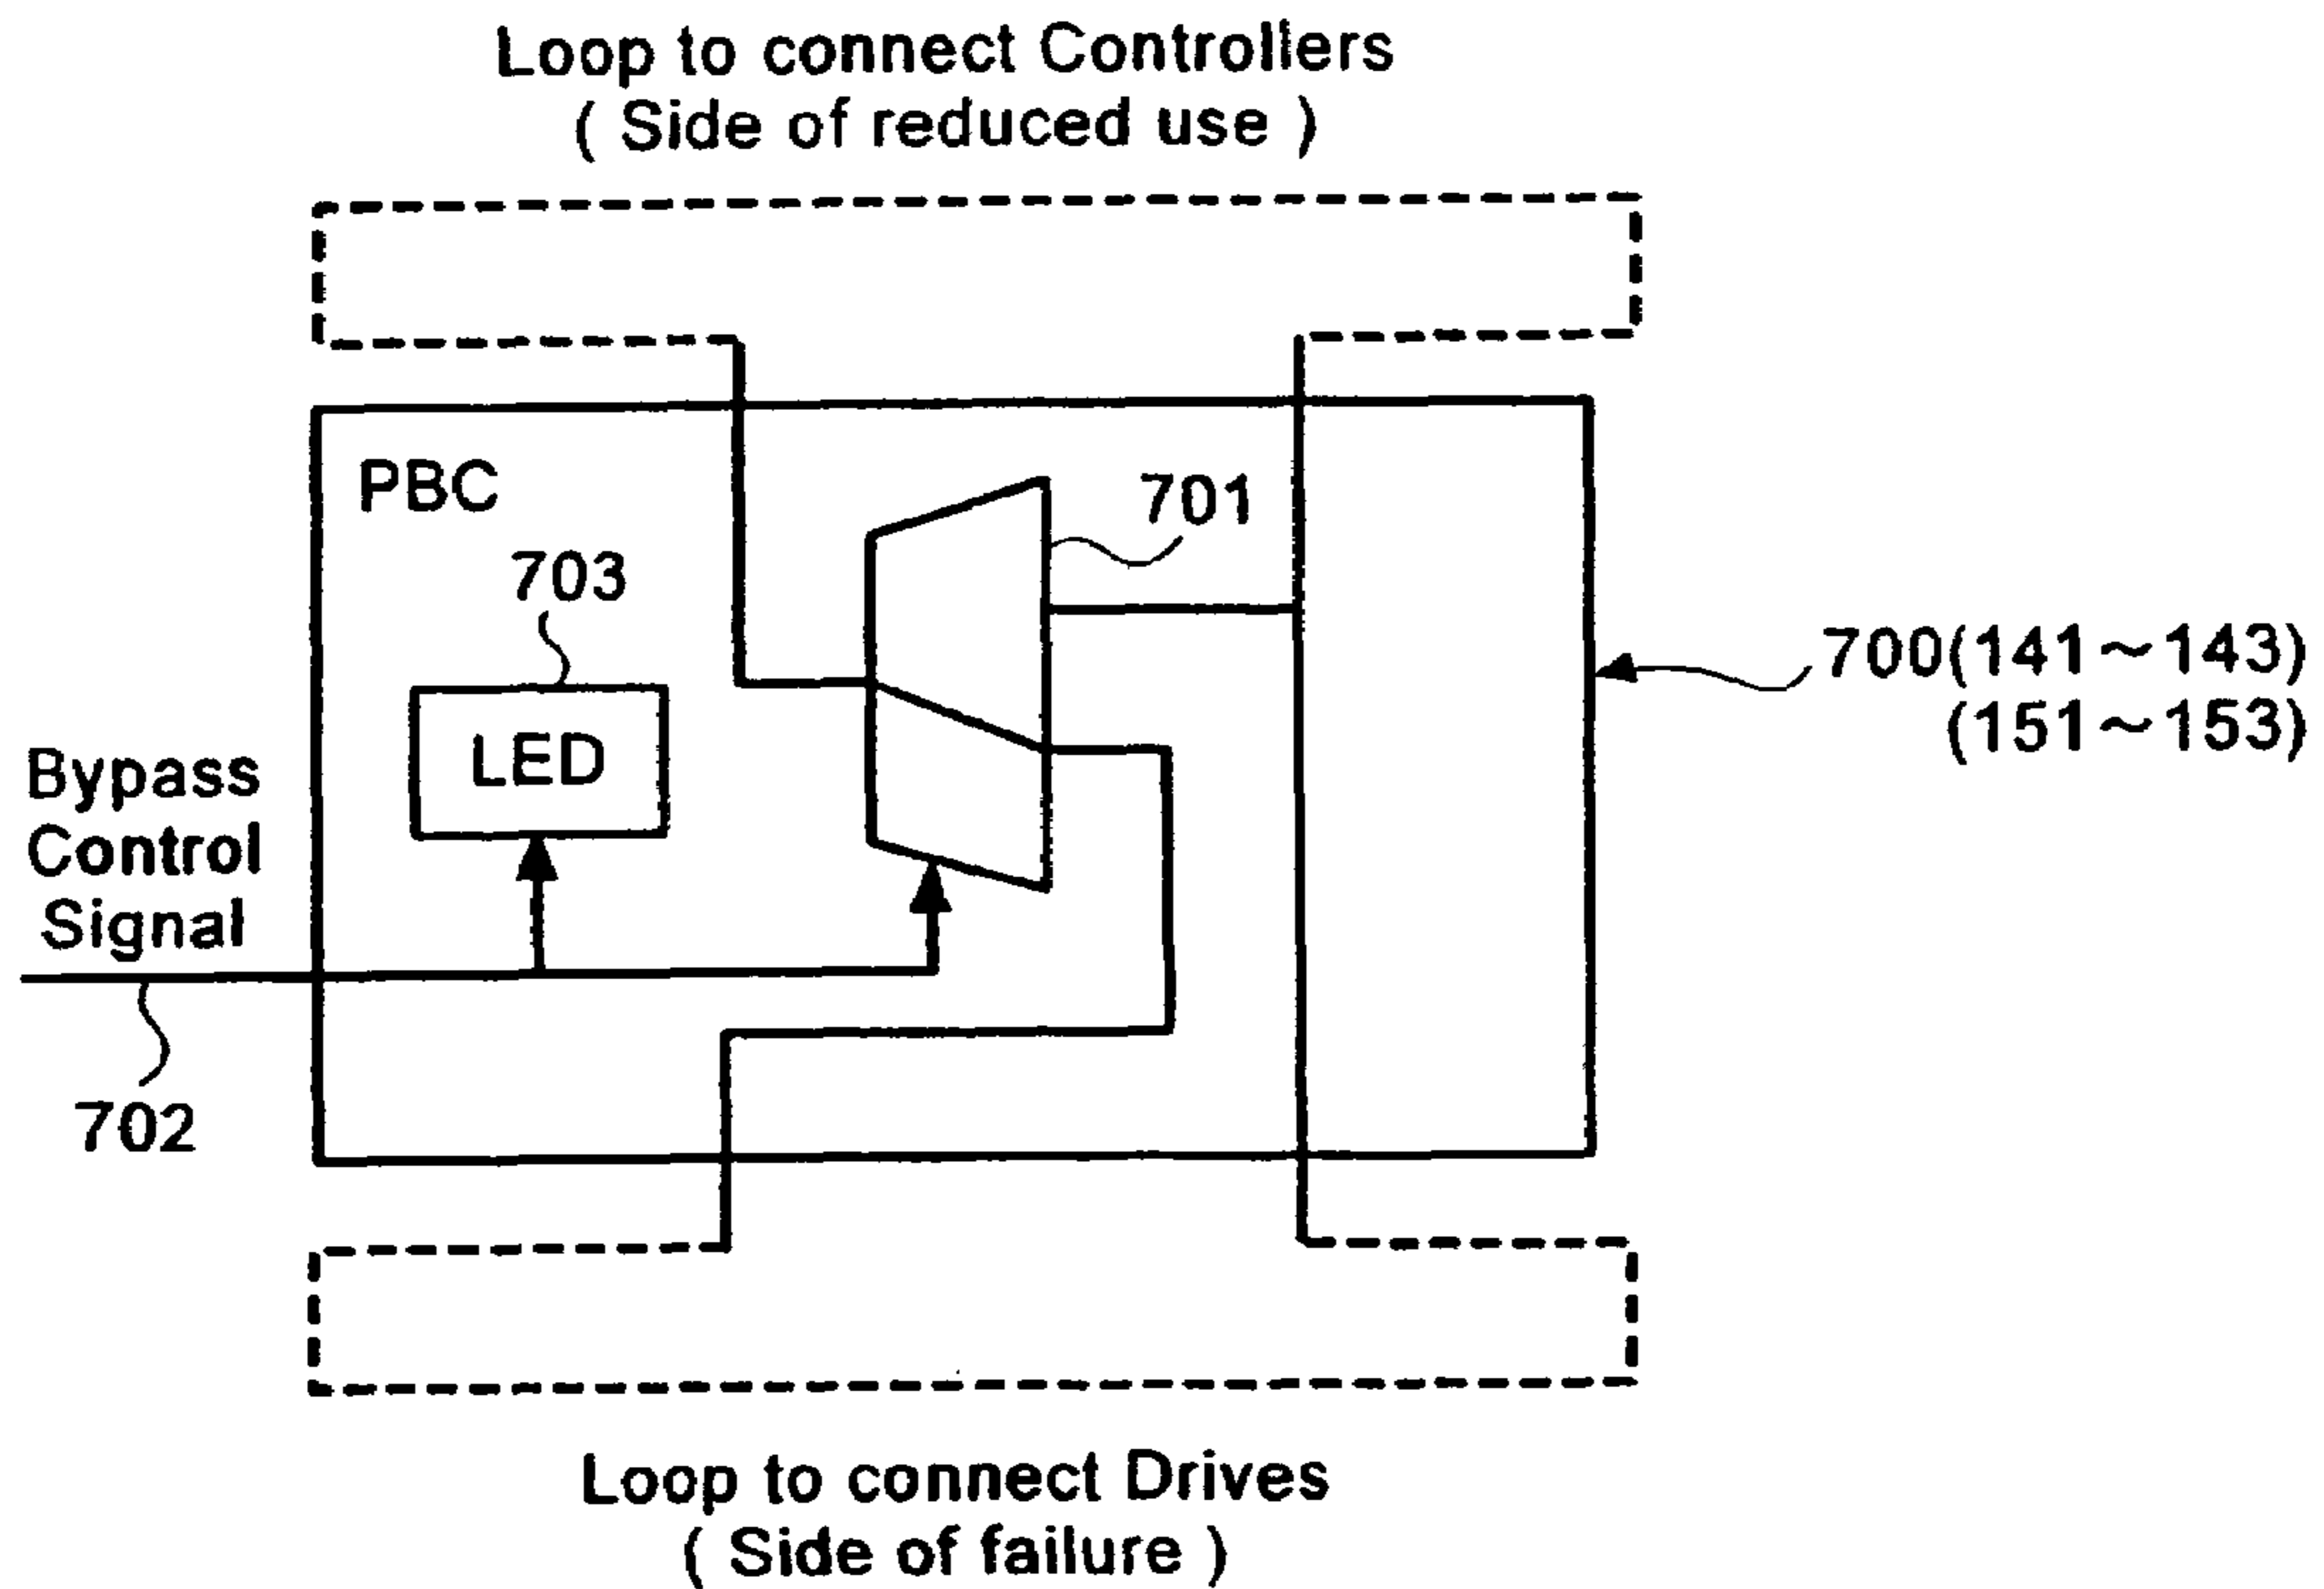 Loop to connect Controllers
( Side of reduced use )
PBC
701
703
LED
700(141~143)
(151~153)
Bypass
Control
Signal
702
Loop to connect Drives
( Side of failure )